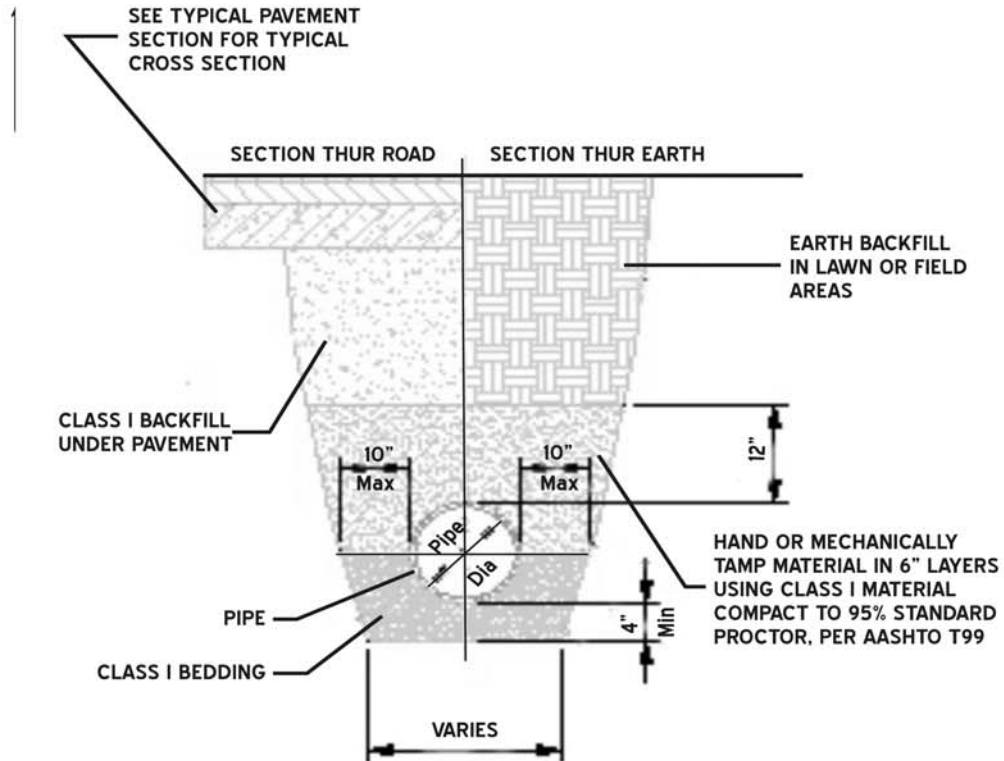 SEE TYPICAL PAVEMENT
SECTION FOR TYPICAL
CROSS SECTION
SECTION THUR ROAD
SECTION THUR EARTH
EARTH BACKFILL
IN LAWN OR FIELD
AREAS
CLASS I BACKFILL
UNDER PAVEMENT
10"
Max
10"
Max
12"
Pipe
Dia
HAND OR MECHANICALLY
TAMP MATERIAL IN 6" LAYERS
USING CLASS I MATERIAL
COMPACT TO 95% STANDARD
PROCTOR, PER AASHTO T99
PIPE
4"
Min
CLASS I BEDDING
VARIES